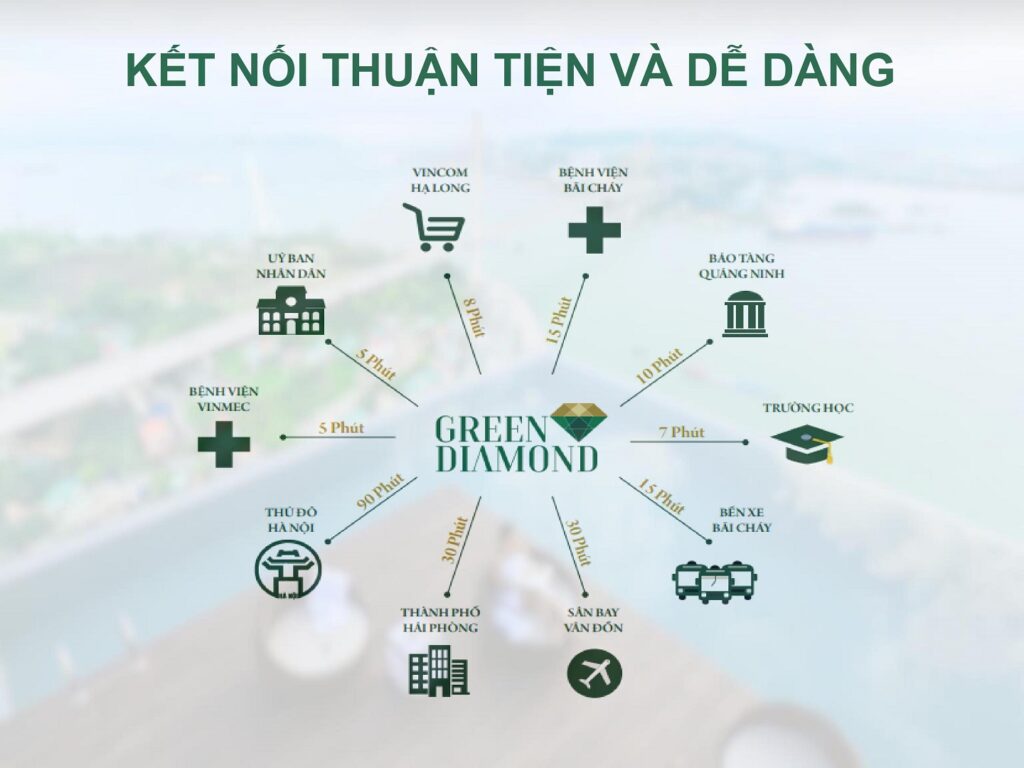 KẾT NỐI THUẬN TIỆN VÀ DỄ DÀNG
VINCOM
HẠ LONG
BỆNH VIỆN
BÃI CHÁY
UỶ BAN
NHÂN DÂN
BẢO TÀNG
QUẢNG NINH
8 Phút
15 Phút
5 Phút
10 Phút
BỆNH VIỆN
VINMEC
5 Phút
GREEN
DIAMOND
7 Phút
TRƯỜNG HỌC
90 Phút
30 Phút
30 Phút
15 Phút
THỦ ĐÔ
HÀ NỘI
BẾN XE
BÃI CHÁY
HÀ NỘI
THÀNH PHỐ
HẢI PHÒNG
SÂN BAY
VÂN ĐỒN